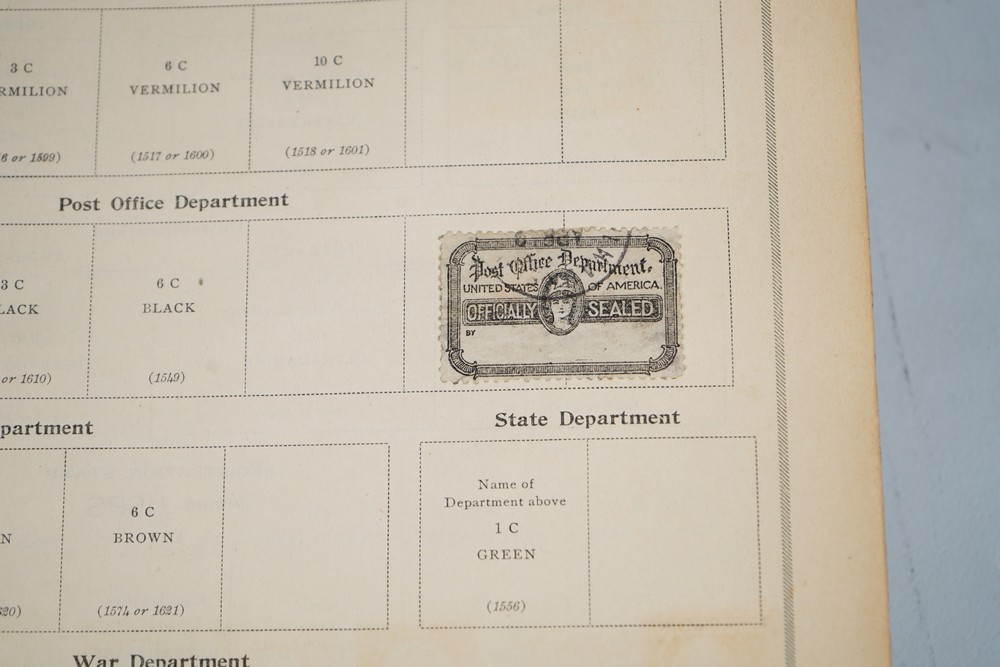 3 C
6 C
10 C
RMILION
VERMILION
VERMILION
6 or 1599)
(1517 or 1600)
(1518 or 1601)
Post Office Department
3 C
6 C
LACK
BLACK
or 1610)
(1549)
Post Office Department.
UNITED STATES OF AMERICA.
OFFICIALLY SEALED
BY
partment
State Department
6 C
N
BROWN
620)
(1574 or 1621)
Name of
Department above
1 C
GREEN
(1556)
War Department